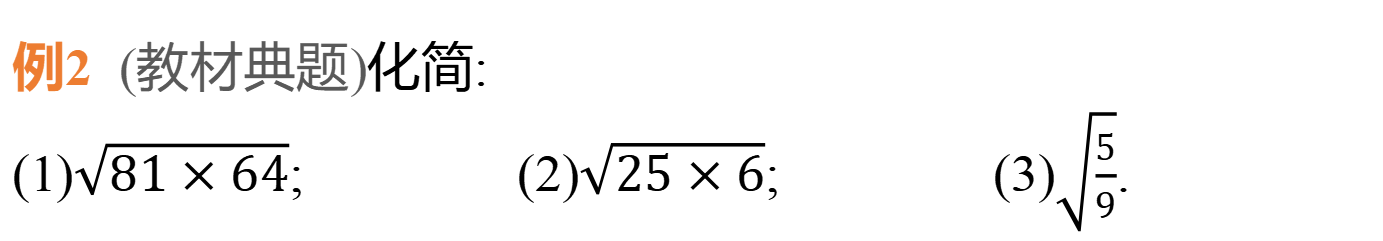 例2 (教材典题)化简:
(1)√(81 × 64); (2)√(25 × 6); (3)√(5/9).